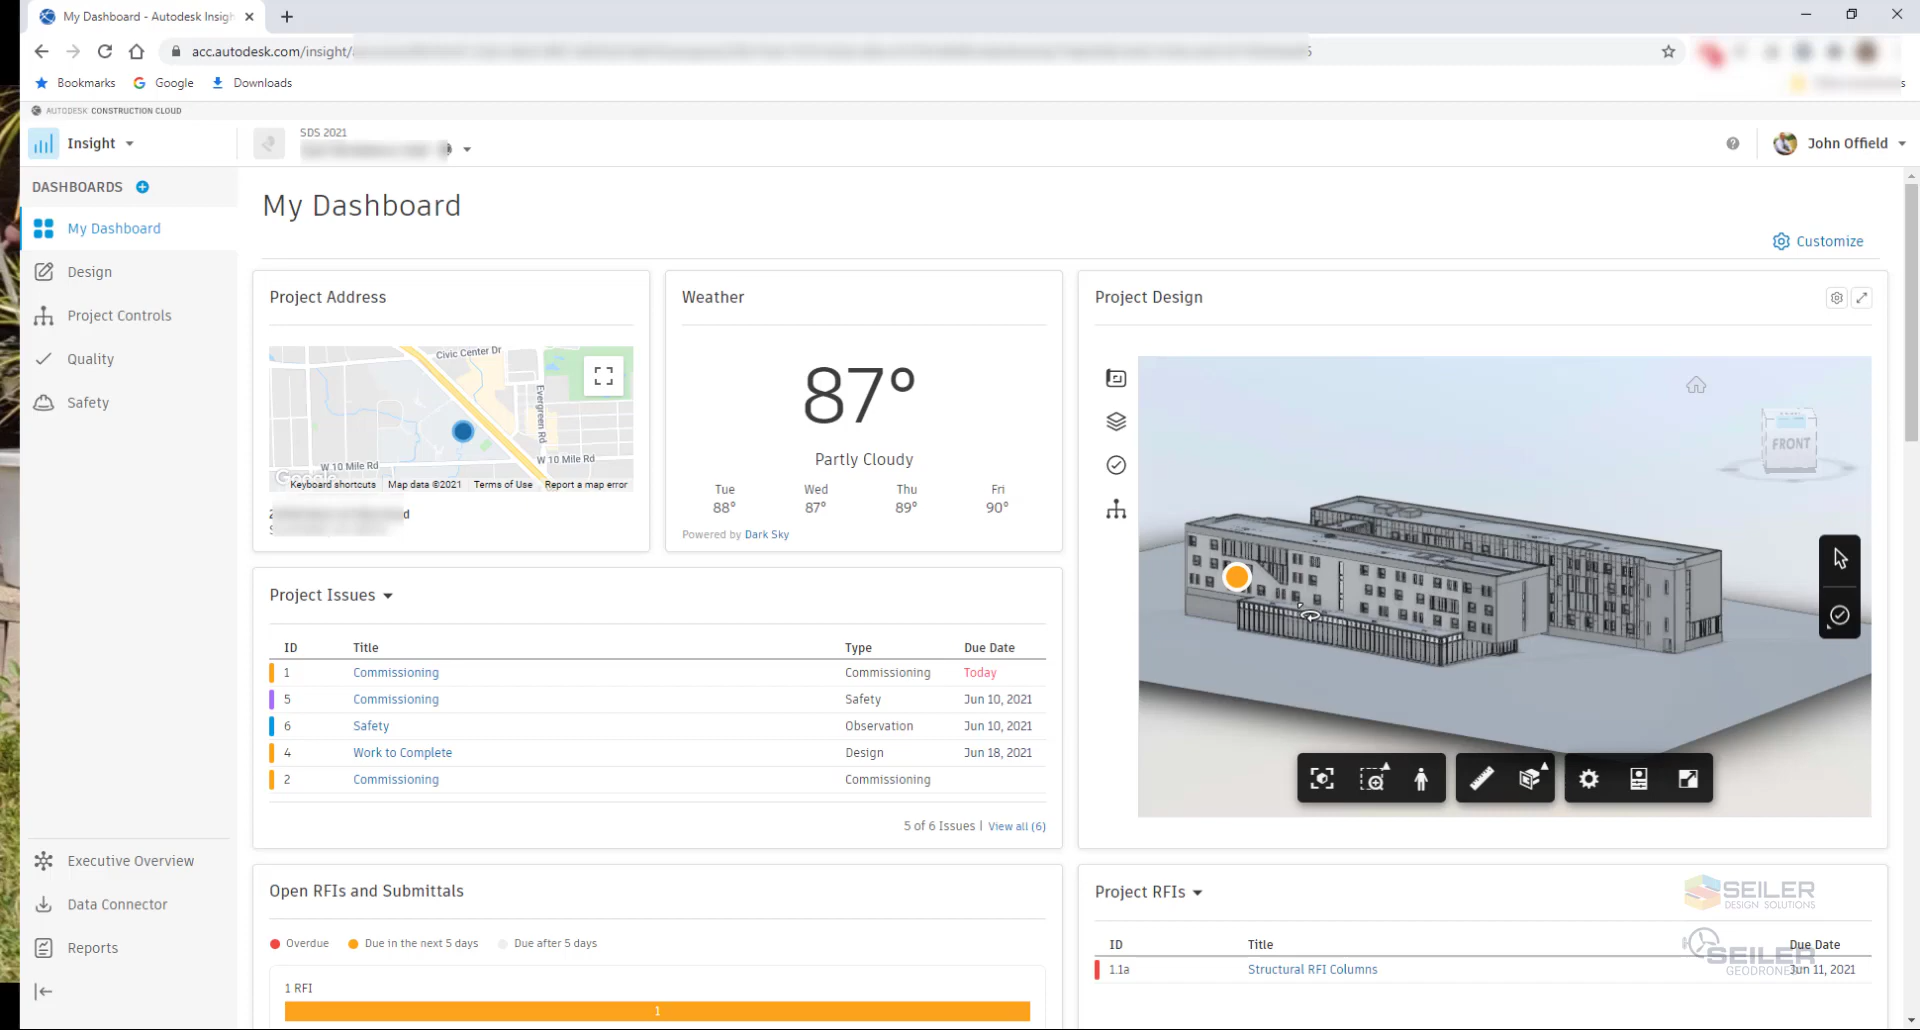 My Dashboard - Autodesk Insigh
acc.autodesk.com/insight/
Bookmarks
Google
Downloads
AUTODESK CONSTRUCTION CLOUD
Insight
SDS 2021
John Offield
DASHBOARDS
My Dashboard
Design
Project Controls
Quality
Safety
Executive Overview
Data Connector
Reports
My Dashboard
Customize
Project Address
Civic Center Dr
Evergreen Rd
W 10 Mile Rd
W 10 Mile Rd
Google
Keyboard shortcuts
Map data ©2021
Terms of Use
Report a map error
Weather
87°
Partly Cloudy
Tue Wed Thu Fri
88° 87° 89° 90°
Powered by Dark Sky
Project Design
FRONT
Project Issues
ID Title Type Due Date
1 Commissioning Commissioning Today
5 Commissioning Safety Jun 10, 2021
6 Safety Observation Jun 10, 2021
4 Work to Complete Design Jun 18, 2021
2 Commissioning Commissioning
5 of 6 Issues | View all (6)
Open RFIs and Submittals
Overdue Due in the next 5 days Due after 5 days
1 RFI
1
Project RFIs
SEILER
DESIGN SOLUTIONS
ID Title Due Date
1.1a Structural RFI Columns Jun 11, 2021
SEILER
GEODRONES